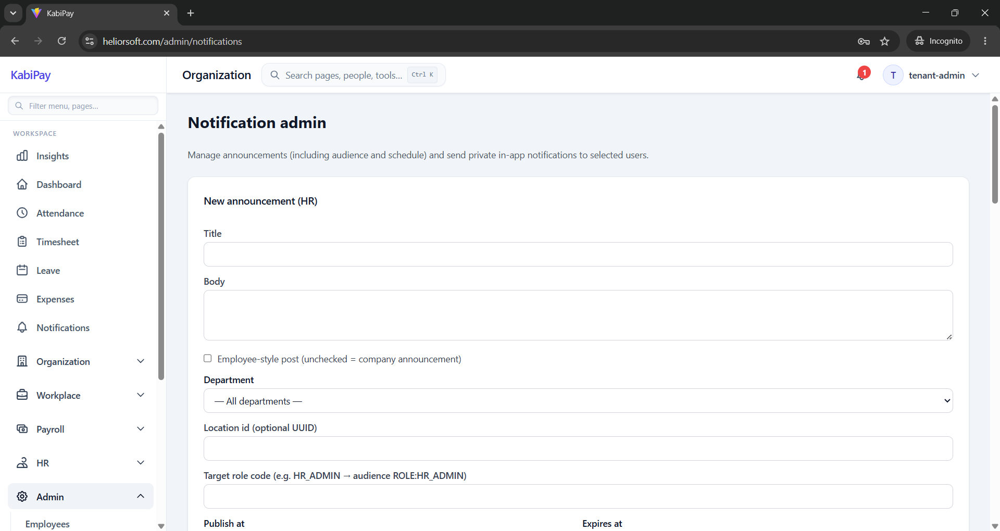 KabiPay
heliorsoft.com/admin/notifications
Incognito
KabiPay
Organization
Search pages, people, tools...
Ctrl K
1
T
tenant-admin
Filter menu, pages...
WORKSPACE
Insights
Dashboard
Attendance
Timesheet
Leave
Expenses
Notifications
Organization
Workplace
Payroll
HR
Admin
Employees
Notification admin
Manage announcements (including audience and schedule) and send private in-app notifications to selected users.
New announcement (HR)
Title
Body
Employee-style post (unchecked = company announcement)
Department
— All departments —
Location id (optional UUID)
Target role code (e.g. HR_ADMIN → audience ROLE:HR_ADMIN)
Publish at
Expires at